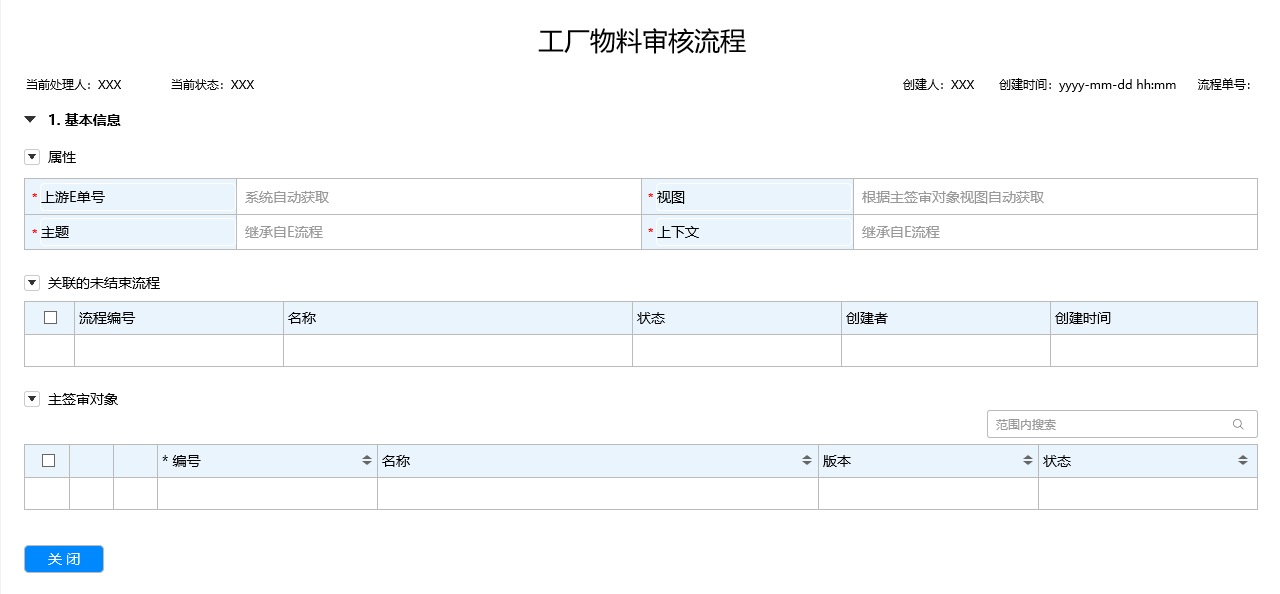 工厂物料审核流程
当前处理人：XXX 当前状态：XXX 创建人：XXX 创建时间：yyyy-mm-dd hh:mm 流程单号：
1. 基本信息
属性
* 上游E单号 系统自动获取 * 视图 根据主签审对象视图自动获取
* 主题 继承自E流程 * 上下文 继承自E流程
关联的未结束流程
流程编号 名称 状态 创建者 创建时间
主签审对象
范围内搜索
* 编号 名称 版本 状态
关 闭